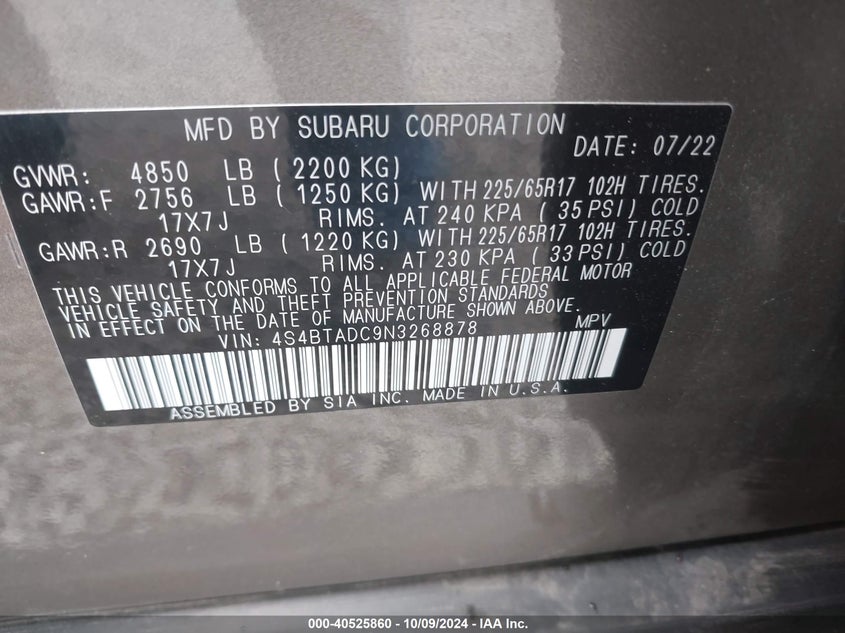 MFD BY SUBARU CORPORATION DATE: 07/22
GVWR: 4850 LB ( 2200 KG)
GAWR:F 2756 LB ( 1250 KG) WITH 225/65R17 102H TIRES.
17X7J RIMS. AT 240 KPA ( 35 PSI) COLD
GAWR:R 2690 LB ( 1220 KG) WITH 225/65R17 102H TIRES.
17X7J RIMS. AT 230 KPA ( 33 PSI) COLD
THIS VEHICLE CONFORMS TO ALL APPLICABLE FEDERAL MOTOR
VEHICLE SAFETY AND THEFT PREVENTION STANDARDS
IN EFFECT ON THE DATE OF MANUFACTURE SHOWN ABOVE.
VIN: 4S4BTADC9N3268878 MPV
ASSEMBLED BY SIA INC. MADE IN U.S.A.
000-40525860 - 10/09/2024 - IAA Inc.